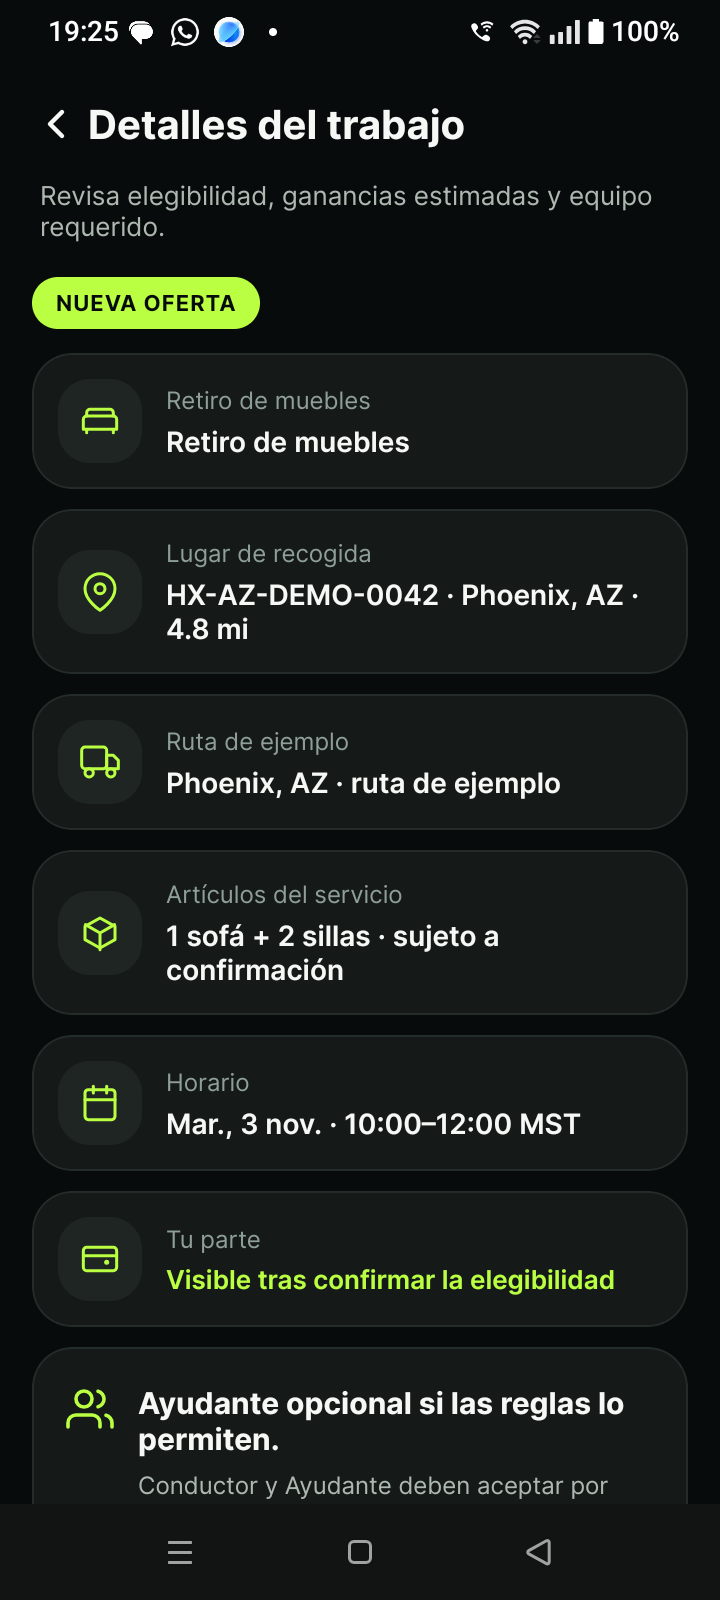 19:25
100%
Detalles del trabajo
Revisa elegibilidad, ganancias estimadas y equipo
requerido.
NUEVA OFERTA
Retiro de muebles
Retiro de muebles
Lugar de recogida
HX-AZ-DEMO-0042 · Phoenix, AZ ·
4.8 mi
Ruta de ejemplo
Phoenix, AZ · ruta de ejemplo
Artículos del servicio
1 sofá + 2 sillas · sujeto a
confirmación
Horario
Mar., 3 nov. · 10:00–12:00 MST
Tu parte
Visible tras confirmar la elegibilidad
Ayudante opcional si las reglas lo
permiten.
Conductor y Ayudante deben aceptar por